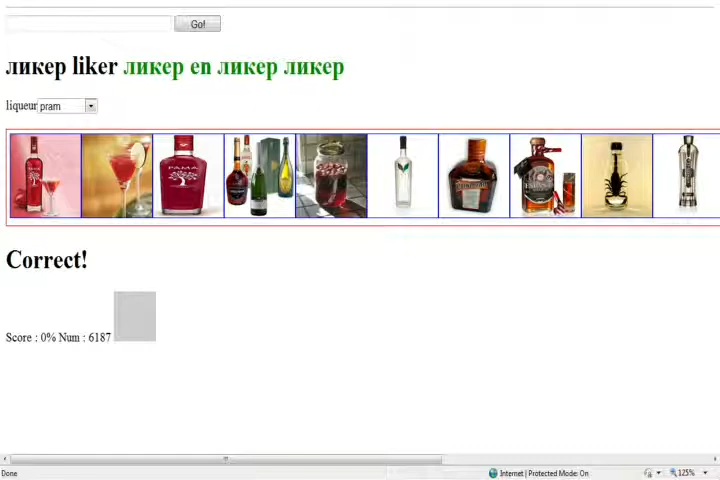 Go!
ликер liker ликер en ликер ликер
liqueur pram
PAMA
Correct!
Score : 0% Num : 6187
Done Internet | Protected Mode: On 125%